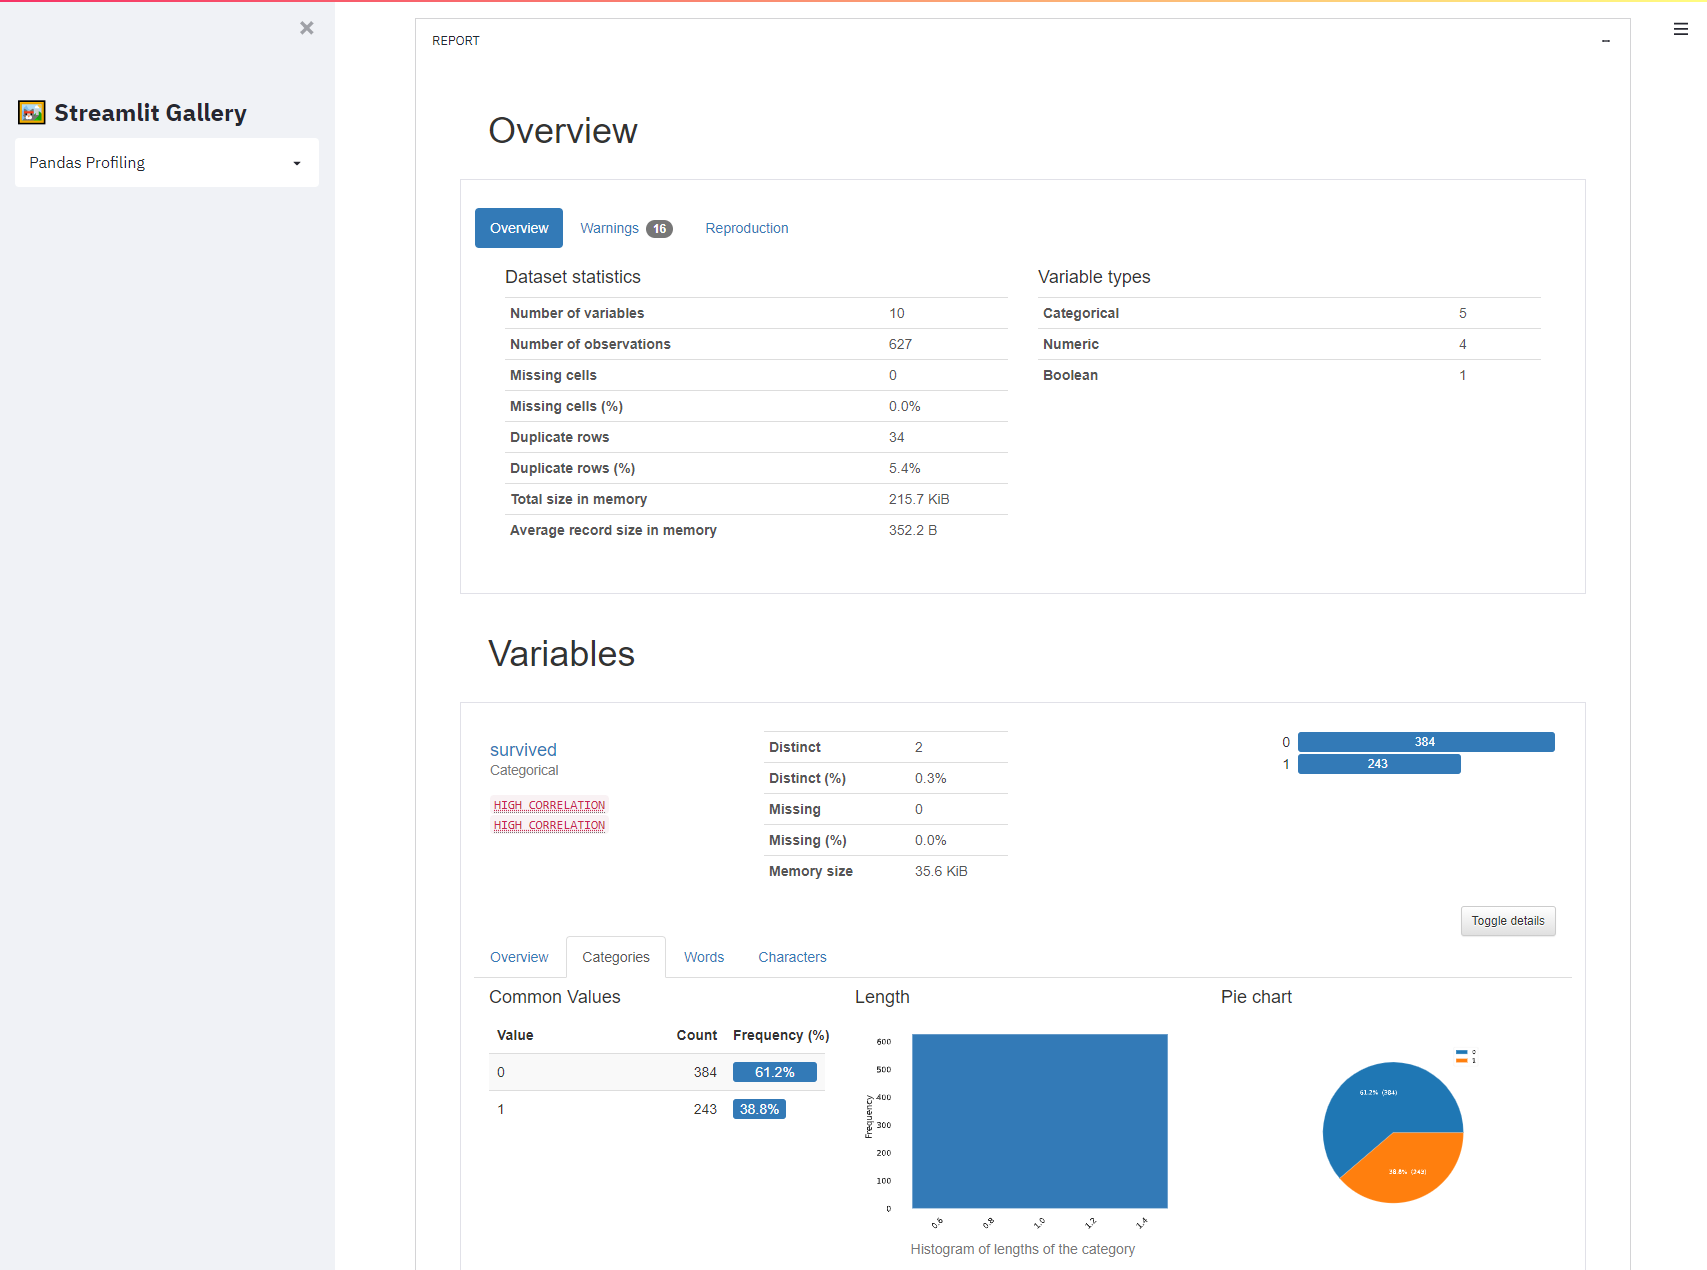 REPORT
Streamlit Gallery
Pandas Profiling
Overview
Overview Warnings 16 Reproduction
Dataset statistics
Number of variables 10
Number of observations 627
Missing cells 0
Missing cells (%) 0.0%
Duplicate rows 34
Duplicate rows (%) 5.4%
Total size in memory 215.7 KiB
Average record size in memory 352.2 B
Variable types
Categorical 5
Numeric 4
Boolean 1
Variables
survived
Categorical
HIGH CORRELATION
HIGH CORRELATION
Distinct 2
Distinct (%) 0.3%
Missing 0
Missing (%) 0.0%
Memory size 35.6 KiB
0 384
1 243
Toggle details
Overview Categories Words Characters
Common Values
Value Count Frequency (%)
0 384 61.2%
1 243 38.8%
Length
600
500
400
300
200
100
0
Frequency
0.6 0.8 1.0 1.2 1.4
Histogram of lengths of the category
Pie chart
0
1
61.2% (384)
38.8% (243)